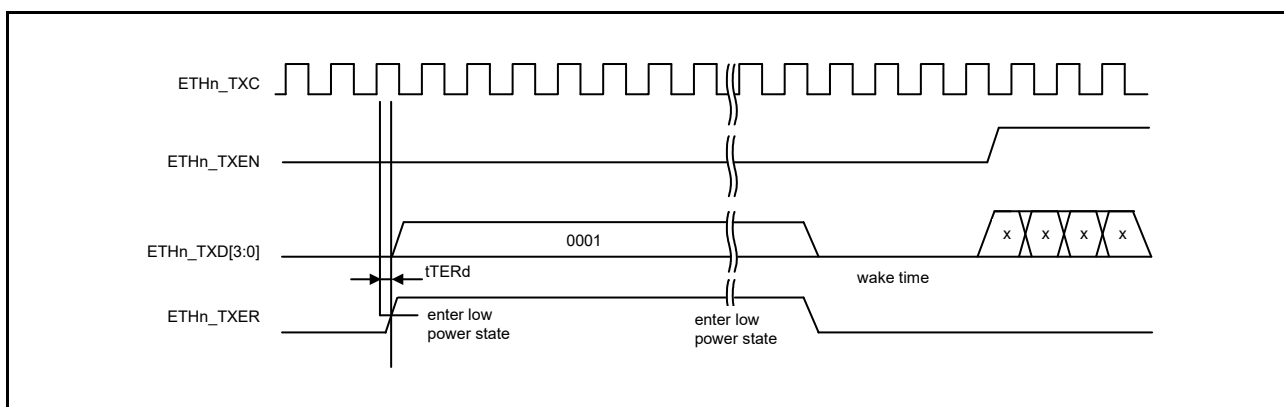 ETHn_TXC
ETHn_TXEN
ETHn_TXD[3:0]
0001
x x x x
tTERd
wake time
ETHn_TXER
enter low
power state
enter low
power state